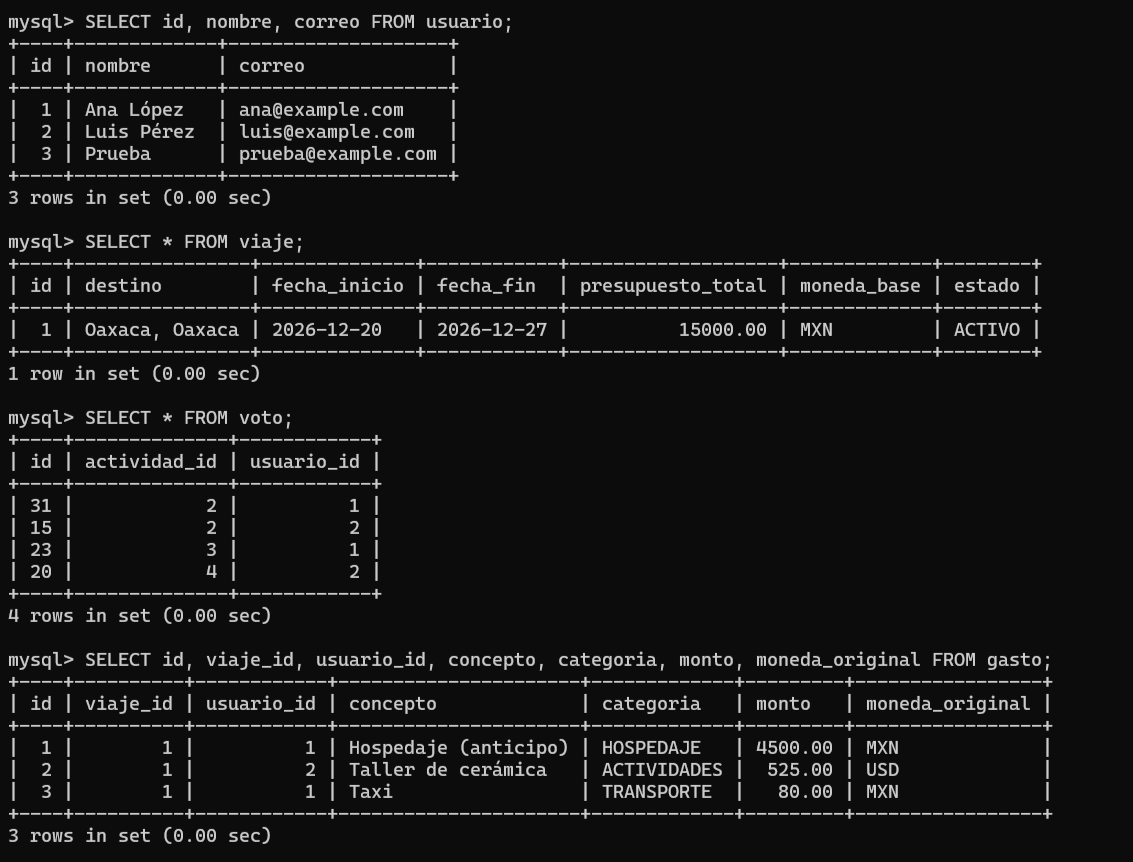 mysql> SELECT id, nombre, correo FROM usuario;
+----+-------------+--------------------+
| id | nombre      | correo             |
+----+-------------+--------------------+
|  1 | Ana López   | ana@example.com    |
|  2 | Luis Pérez  | luis@example.com   |
|  3 | Prueba      | prueba@example.com |
+----+-------------+--------------------+
3 rows in set (0.00 sec)

mysql> SELECT * FROM viaje;
+----+----------------+--------------+------------+-------------------+-------------+--------+
| id | destino        | fecha_inicio | fecha_fin  | presupuesto_total | moneda_base | estado |
+----+----------------+--------------+------------+-------------------+-------------+--------+
|  1 | Oaxaca, Oaxaca | 2026-12-20   | 2026-12-27 |          15000.00 | MXN         | ACTIVO |
+----+----------------+--------------+------------+-------------------+-------------+--------+
1 row in set (0.00 sec)

mysql> SELECT * FROM voto;
+----+--------------+------------+
| id | actividad_id | usuario_id |
+----+--------------+------------+
| 31 |            2 |          1 |
| 15 |            2 |          2 |
| 23 |            3 |          1 |
| 20 |            4 |          2 |
+----+--------------+------------+
4 rows in set (0.00 sec)

mysql> SELECT id, viaje_id, usuario_id, concepto, categoria, monto, moneda_original FROM gasto;
+----+----------+------------+----------------------+-------------+---------+-----------------+
| id | viaje_id | usuario_id | concepto             | categoria   | monto   | moneda_original |
+----+----------+------------+----------------------+-------------+---------+-----------------+
|  1 |        1 |          1 | Hospedaje (anticipo) | HOSPEDAJE   | 4500.00 | MXN             |
|  2 |        1 |          2 | Taller de cerámica   | ACTIVIDADES |  525.00 | USD             |
|  3 |        1 |          1 | Taxi                 | TRANSPORTE  |   80.00 | MXN             |
+----+----------+------------+----------------------+-------------+---------+-----------------+
3 rows in set (0.00 sec)